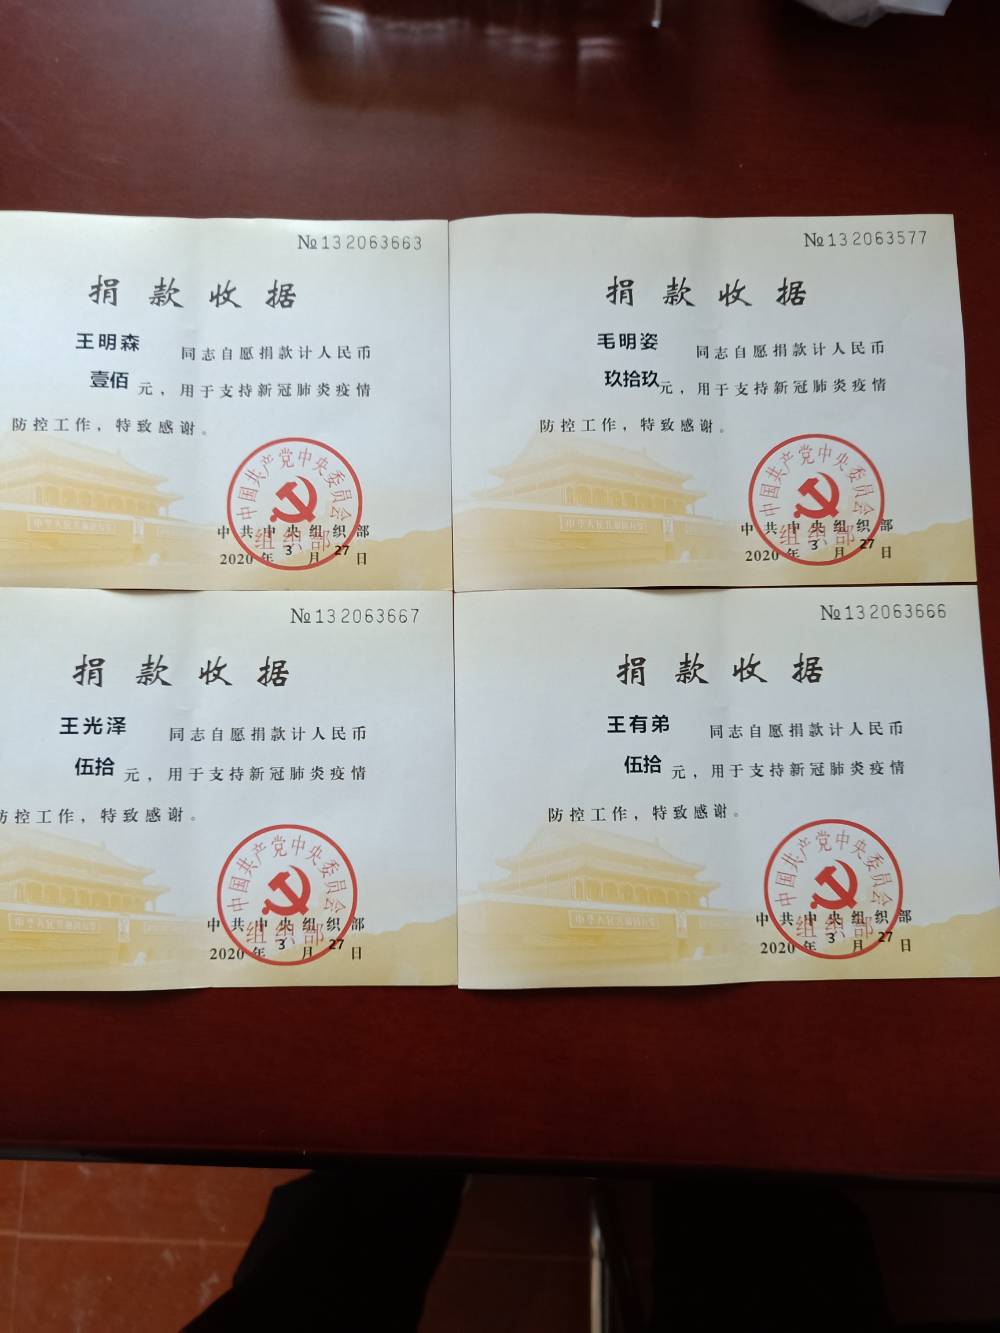 №132063663
捐款收据
王明森 同志自愿捐款计人民币
壹佰 元，用于支持新冠肺炎疫情
防控工作，特致感谢。
中国共产党中央委员会
组织部
中共中央组织部
2020年3月27日
№132063577
捐款收据
毛明姿 同志自愿捐款计人民币
玖拾玖元，用于支持新冠肺炎疫情
防控工作，特致感谢。
中国共产党中央委员会
组织部
中共中央组织部
2020年3月27日
№132063667
捐款收据
王光泽 同志自愿捐款计人民币
伍拾 元，用于支持新冠肺炎疫情
防控工作，特致感谢。
中国共产党中央委员会
组织部
中共中央组织部
2020年3月27日
№132063666
捐款收据
王有弟 同志自愿捐款计人民币
伍拾 元，用于支持新冠肺炎疫情
防控工作，特致感谢。
中国共产党中央委员会
组织部
中共中央组织部
2020年3月27日